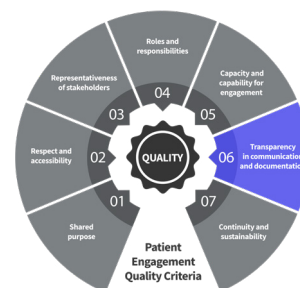 Roles and
responsibilities
Representativeness
of stakeholders
Capacity and
capability for
engagement
04
03
05
Respect and
accessibility
02
QUALITY
06
Transparency
in communication
and documentation
01
07
Shared
purpose
Continuity and
sustainability
Patient
Engagement
Quality Criteria